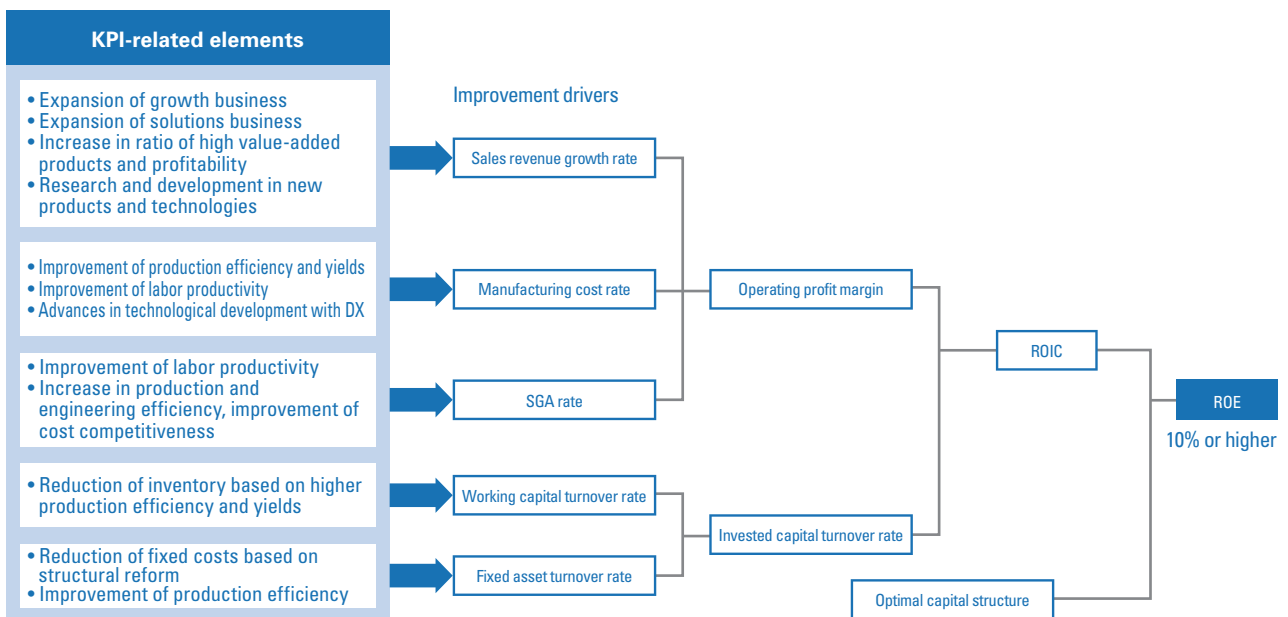 KPI-related elements
• Expansion of growth business
• Expansion of solutions business
• Increase in ratio of high value-added
products and profitability
• Research and development in new
products and technologies
• Improvement of production efficiency and yields
• Improvement of labor productivity
• Advances in technological development with DX
• Improvement of labor productivity
• Increase in production and
engineering efficiency, improvement of
cost competitiveness
• Reduction of inventory based on higher
production efficiency and yields
• Reduction of fixed costs based on
structural reform
• Improvement of production efficiency
Improvement drivers
Sales revenue growth rate
Manufacturing cost rate
SGA rate
Working capital turnover rate
Fixed asset turnover rate
Operating profit margin
Invested capital turnover rate
Optimal capital structure
ROIC
ROE
10% or higher